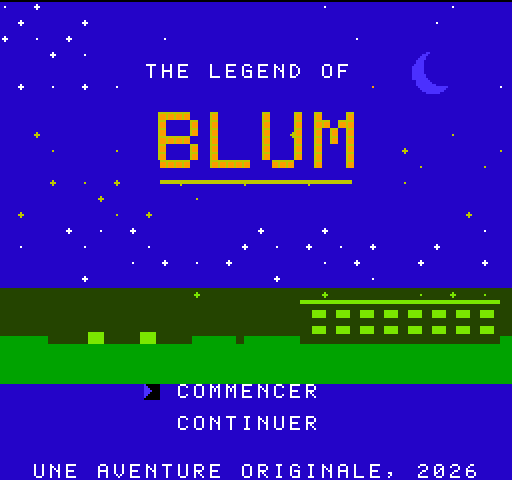 THE LEGEND OF
BLUM
COMMENCER
CONTINUER
UNE AVENTURE ORIGINALE, 2026